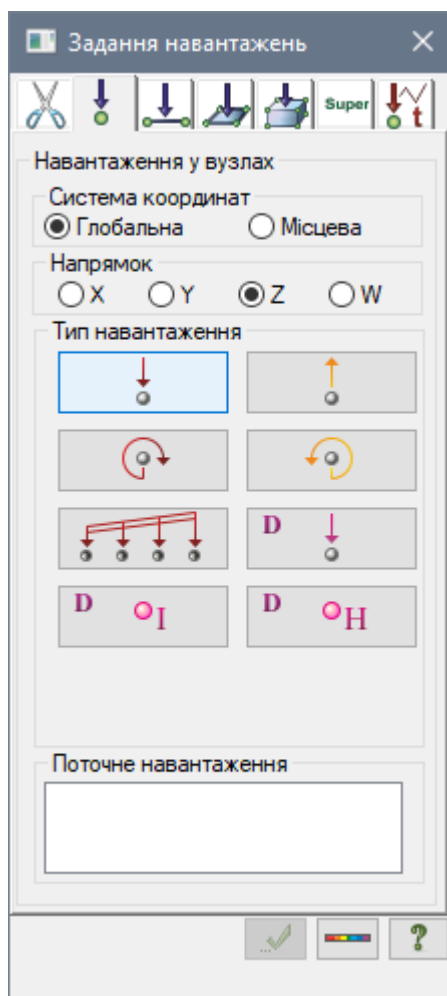 Задання навантажень
Super
t
Навантаження у вузлах
Система координат
Глобальна Місцева
Напрямок
X Y Z W
Тип навантаження
D
D I D H
Поточне навантаження
?